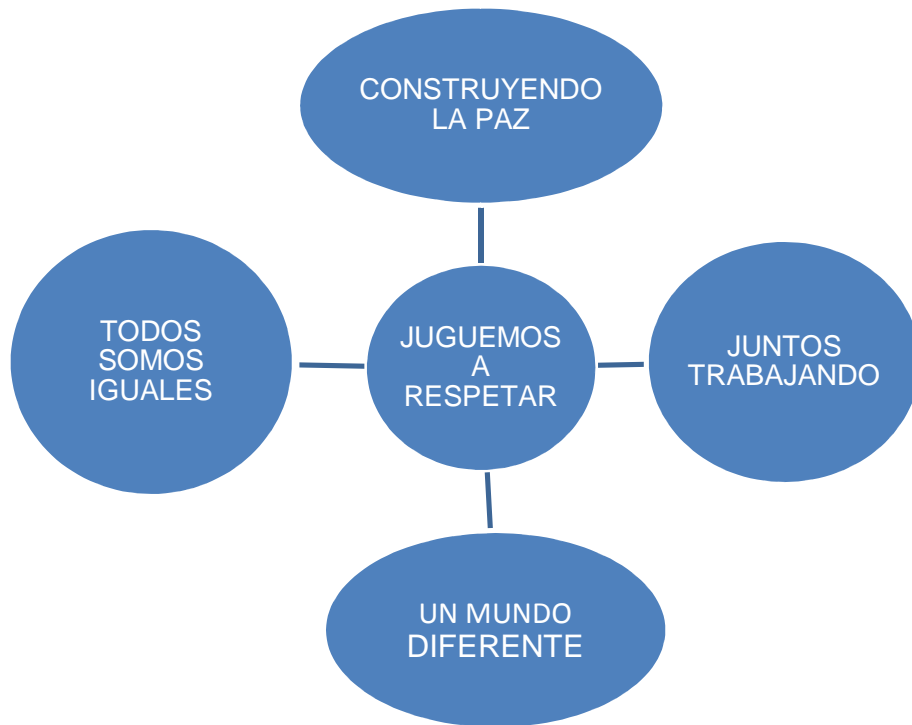 CONSTRUYENDO
LA PAZ
TODOS
SOMOS
IGUALES
JUGUEMOS
A
RESPETAR
JUNTOS
TRABAJANDO
UN MUNDO
DIFERENTE